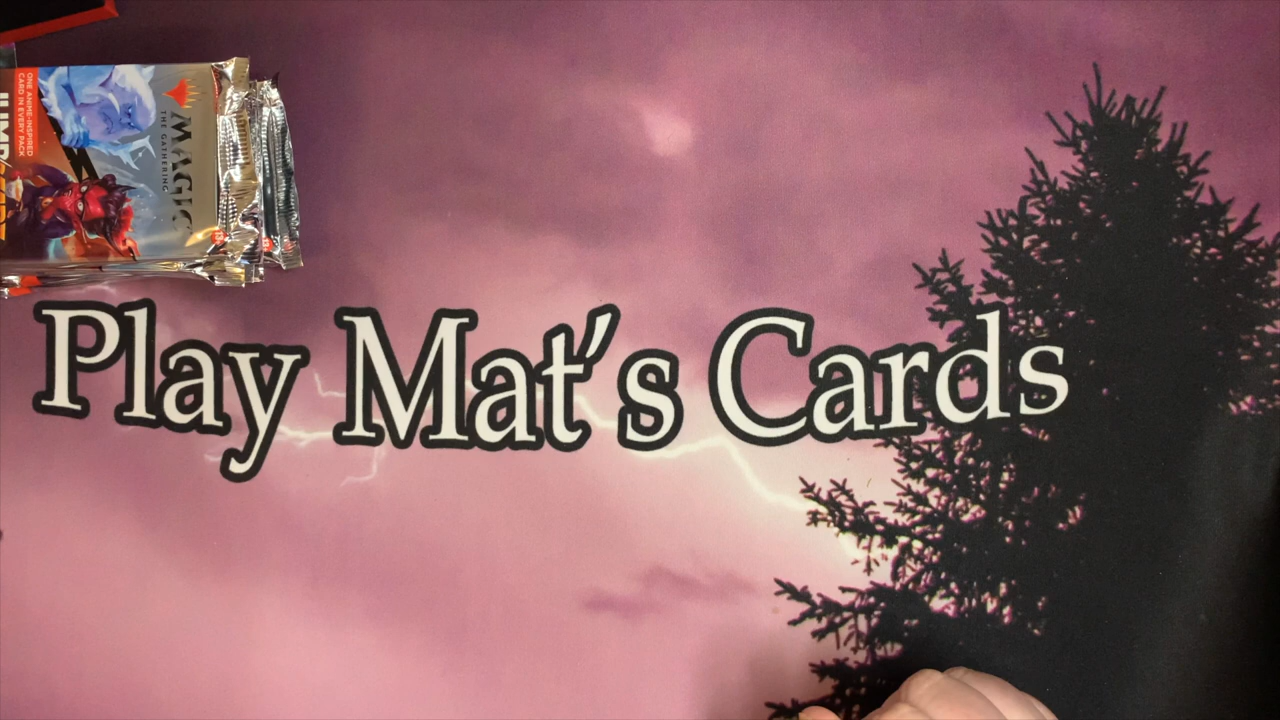 MAGIC
THE GATHERING
ONE ANIME-INSPIRED
CARD IN EVERY PACK
Play Mat's Cards